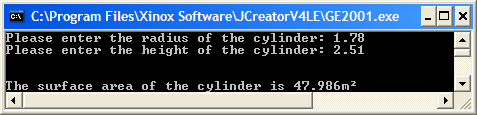 C:\Program Files\Xinox Software\JCreatorV4LE\GE2001.exe
Please enter the radius of the cylinder: 1.78
Please enter the height of the cylinder: 2.51
The surface area of the cylinder is 47.986m²